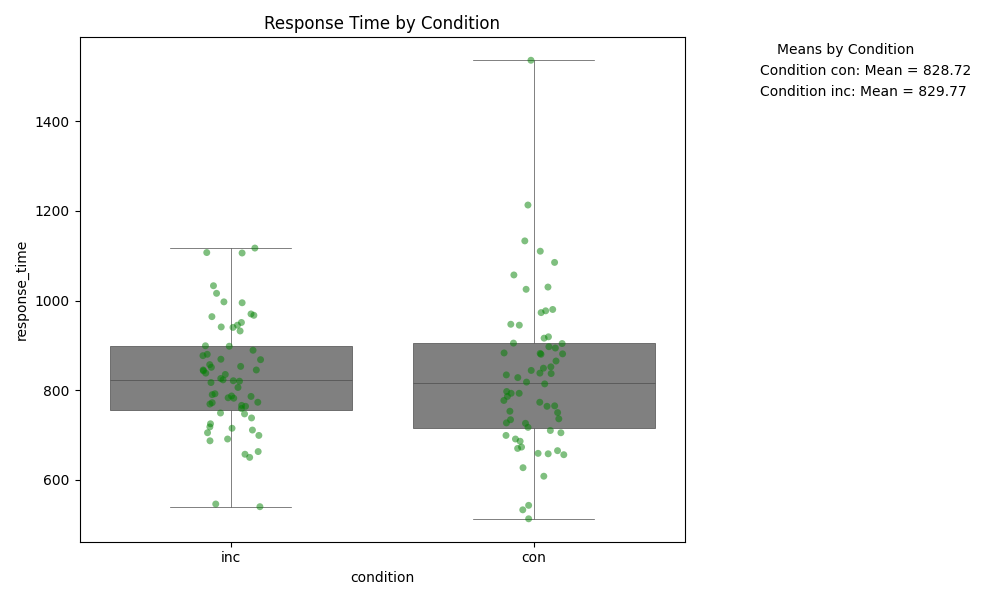 Response Time by Condition
Means by Condition
Condition con: Mean = 828.72
Condition inc: Mean = 829.77
response_time
1400
1200
1000
800
600
inc
con
condition